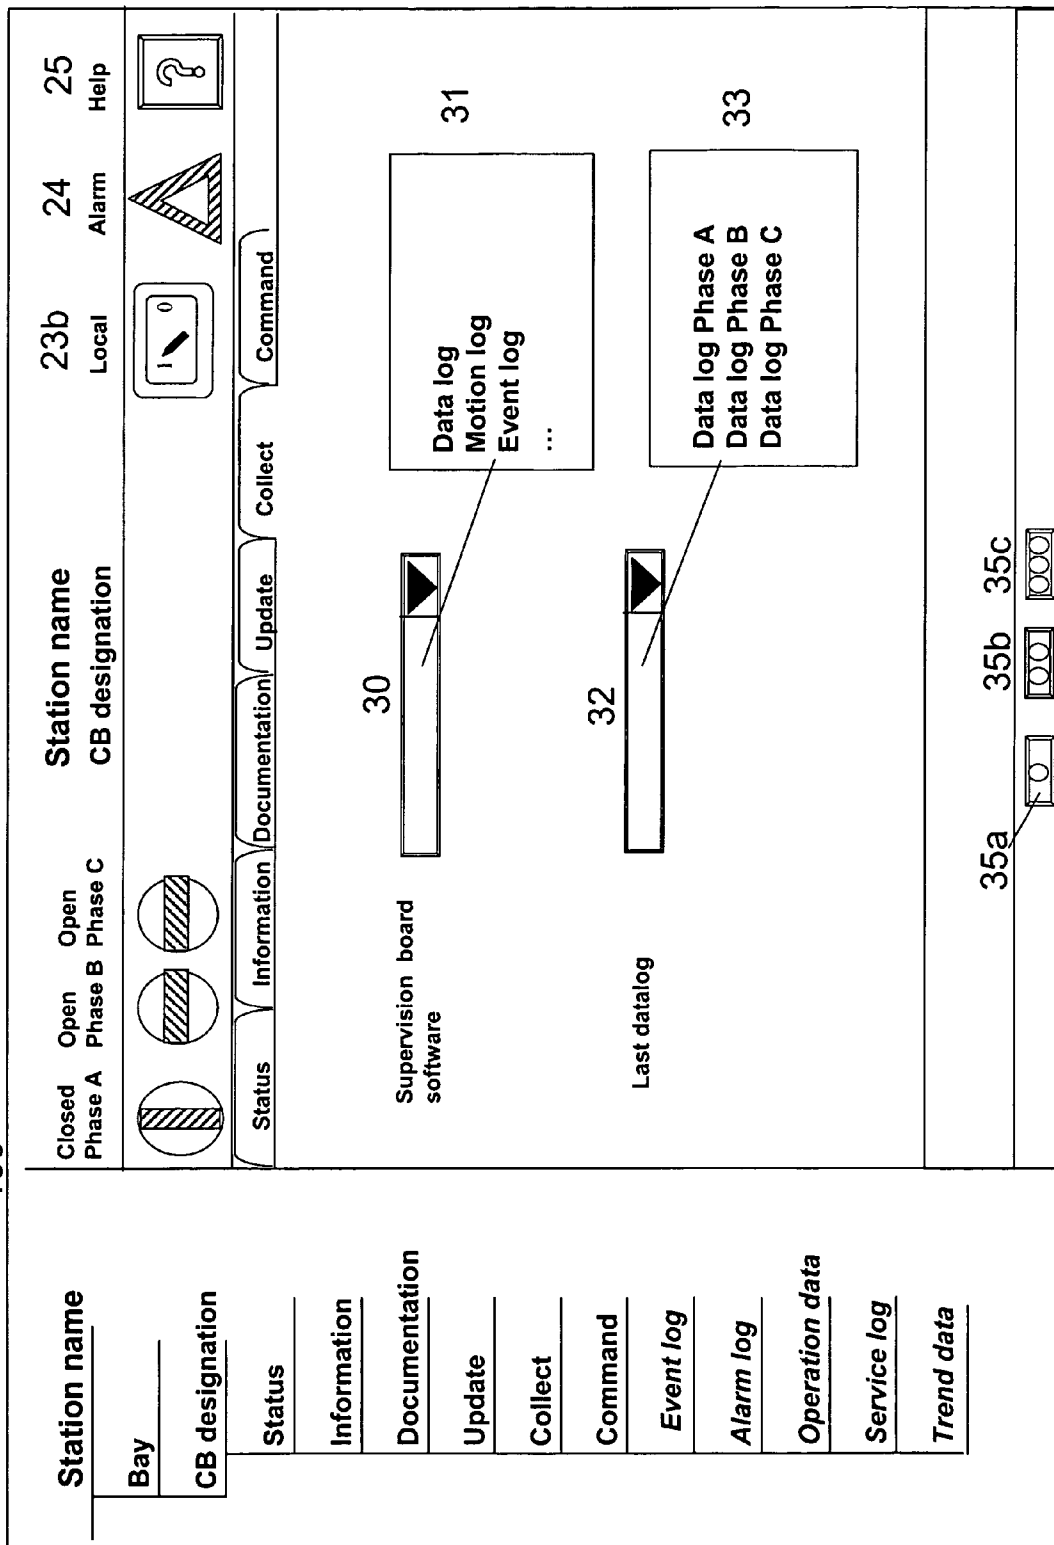 Station name
Bay
CB designation
Status
Information
Documentation
Update
Collect
Command
Event log
Alarm log
Operation data
Service log
Trend data
Closed
Phase A
Open
Phase B
Open
Phase C
Station name
CB designation
23b
Local
24
Alarm
25
Help
1
0
?
Status
Information
Documentation
Update
Collect
Command
Supervision board
software
30
Data log
Motion log
Event log
...
31
Last datalog
32
Data log Phase A
Data log Phase B
Data log Phase C
33
35a
35b
35c